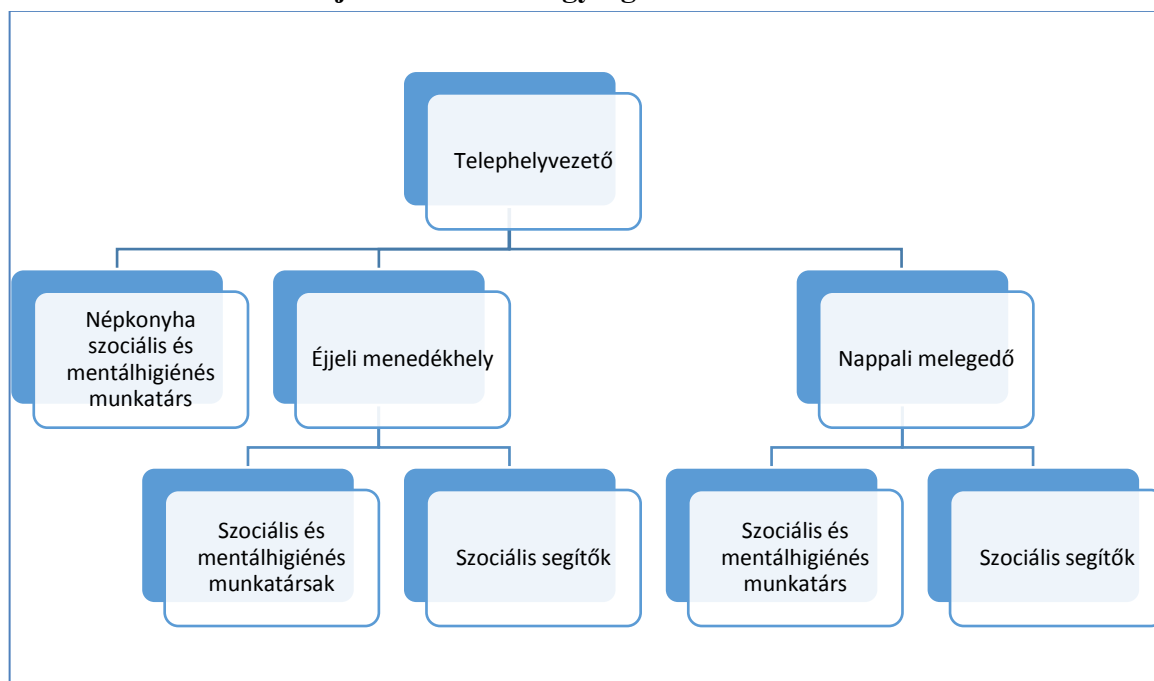 Telephelyvezető
Népkonyha
szociális és
mentálhigiénés
munkatárs
Éjjeli menedékhely
Nappali melegedő
Szociális és
mentálhigiénés
munkatársak
Szociális segítők
Szociális és
mentálhigiénés
munkatárs
Szociális segítők